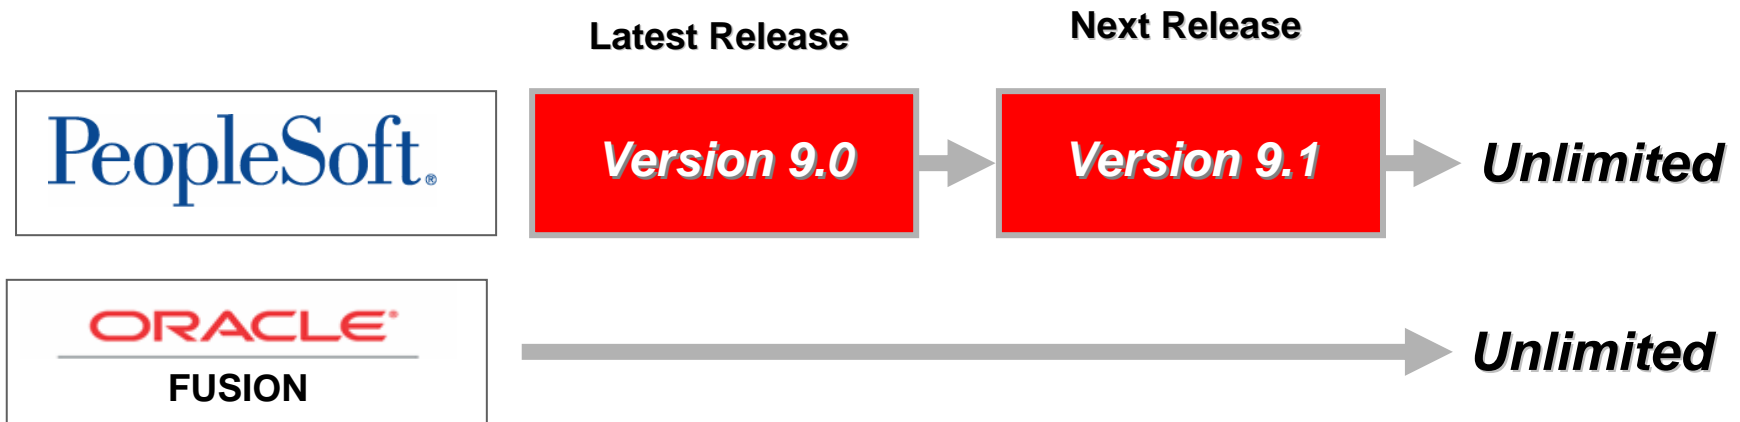 Latest Release
Next Release
PeopleSoft.®
Version 9.0
Version 9.1
Unlimited
ORACLE®
FUSION
Unlimited